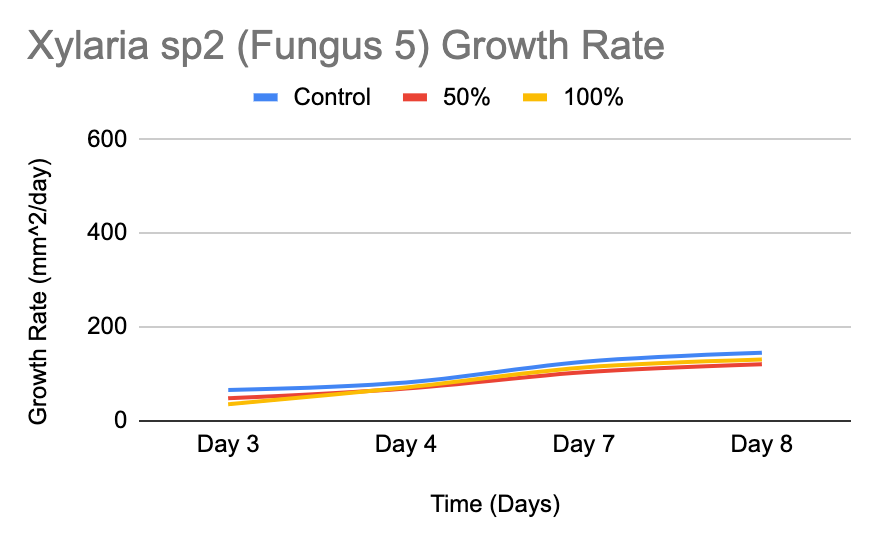 Xylaria sp2 (Fungus 5) Growth Rate
Control 50% 100%
Growth Rate (mm^2/day)
600
400
200
0
Day 3 Day 4 Day 7 Day 8
Time (Days)